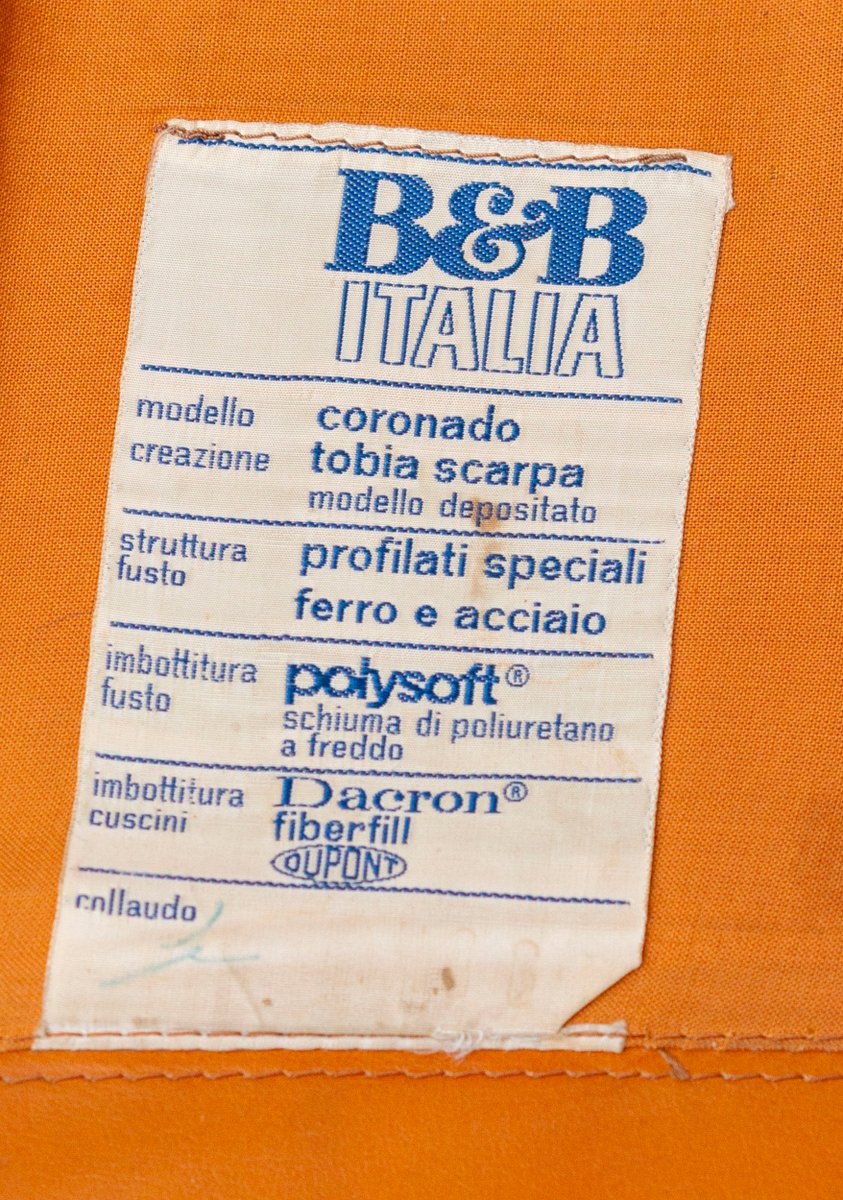 B&B
ITALIA
modello coronado
creazione tobia scarpa
modello depositato
struttura fusto profilati speciali
ferro e acciaio
imbottitura fusto polysoft®
schiuma di poliuretano
a freddo
imbottitura cuscini Dacron®
fiberfill
DUPONT
collaudo